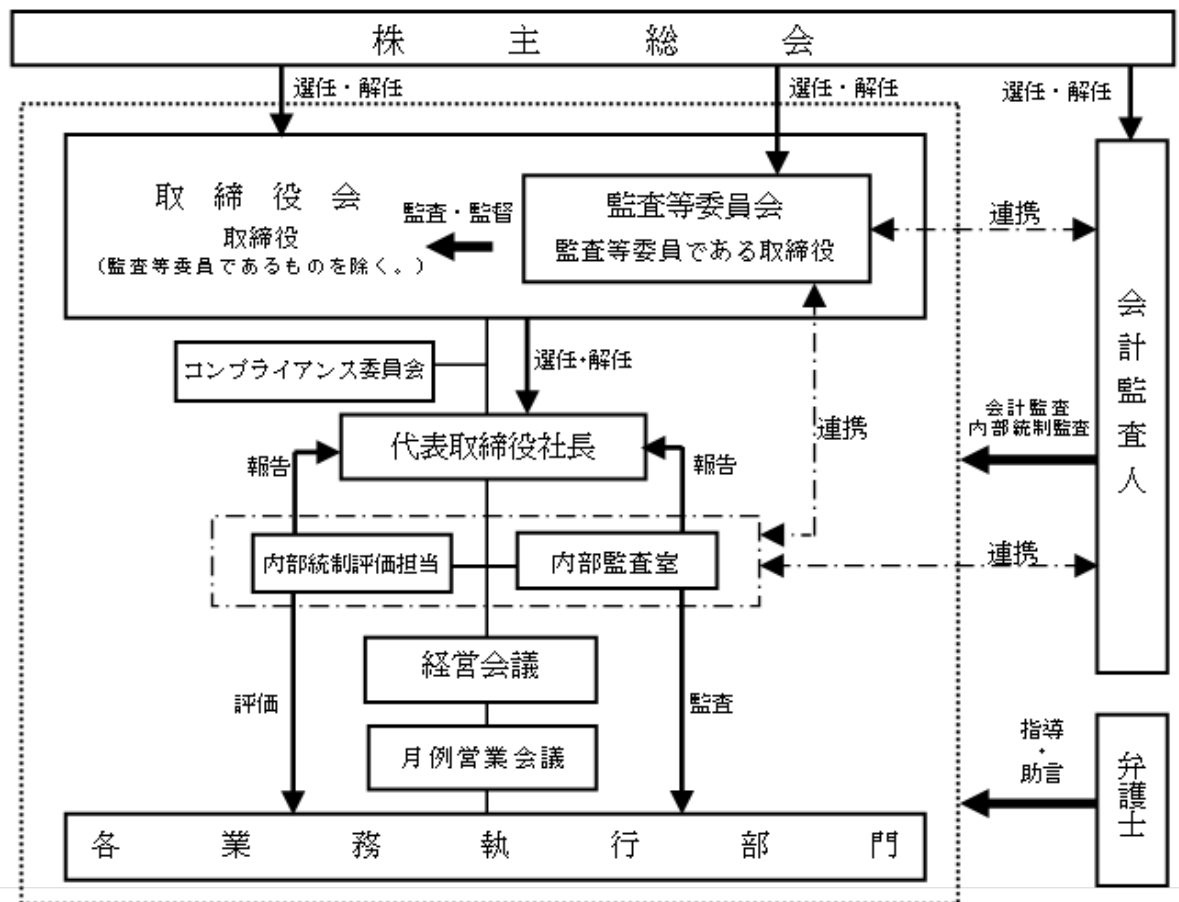 株主総会
選任・解任
選任・解任
選任・解任
取締役会
取締役
(監査等委員であるものを除く。)
監査・監督
監査等委員会
監査等委員である取締役
連携
会計監査人
コンプライアンス委員会
選任・解任
代表取締役社長
報告
報告
連携
会計監査
内部統制監査
内部統制評価担当
内部監査室
連携
経営会議
評価
監査
月例営業会議
指導
・
助言
弁護士
各業務執行部門